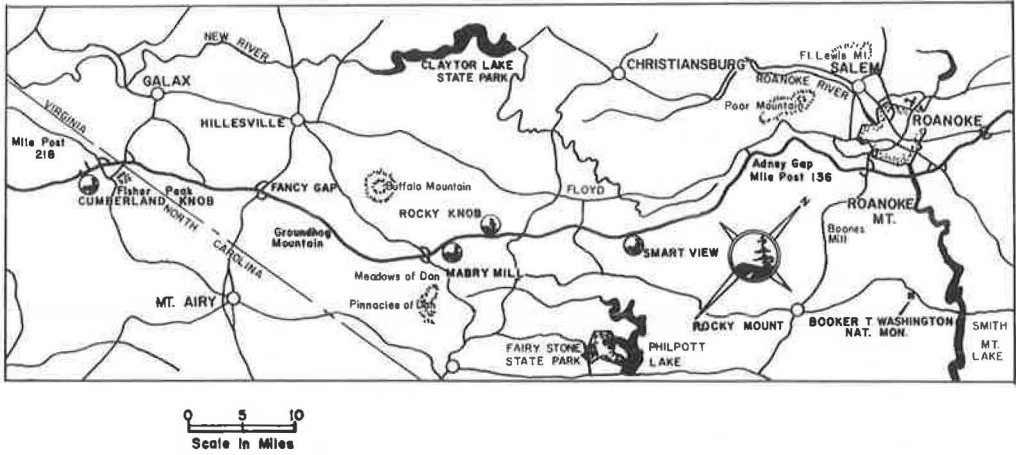 NEW RIVER
GALAX
CLAYTOR LAKE
STATE PARK
CHRISTIANSBURG
Ft. Lewis Mt.
SALEM
ROANOKE RIVER
Poor Mountain
ROANOKE
VIRGINIA
HILLESVILLE
Mile Post
218
Fisher Peak
CUMBERLAND KNOB
NORTH CAROLINA
FANCY GAP
Buffalo Mountain
FLOYD
Adney Gap
Mile Post 136
ROCKY KNOB
ROANOKE
MT.
Groundhog
Mountain
Boones
Mill
N
SMART VIEW
Meadows of Dan
MABRY MILL
Pinnacles of Dan
MT. AIRY
ROCKY MOUNT
BOOKER T WASHINGTON
NAT. MON.
SMITH
MT.
LAKE
FAIRY STONE
STATE PARK
PHILPOTT
LAKE
0 5 10
Scale In Miles